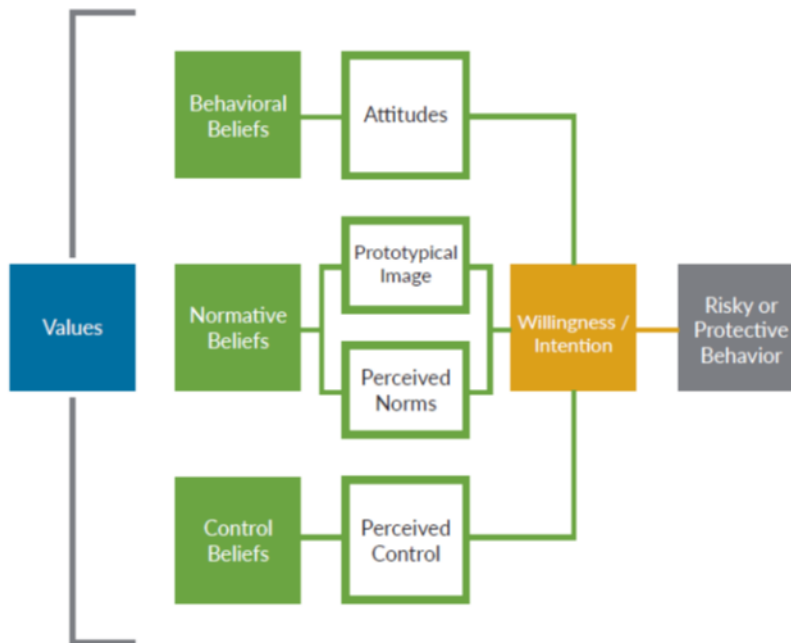 Behavioral
Beliefs
Attitudes
Values
Normative
Beliefs
Prototypical
Image
Perceived
Norms
Willingness /
Intention
Risky or
Protective
Behavior
Control
Beliefs
Perceived
Control